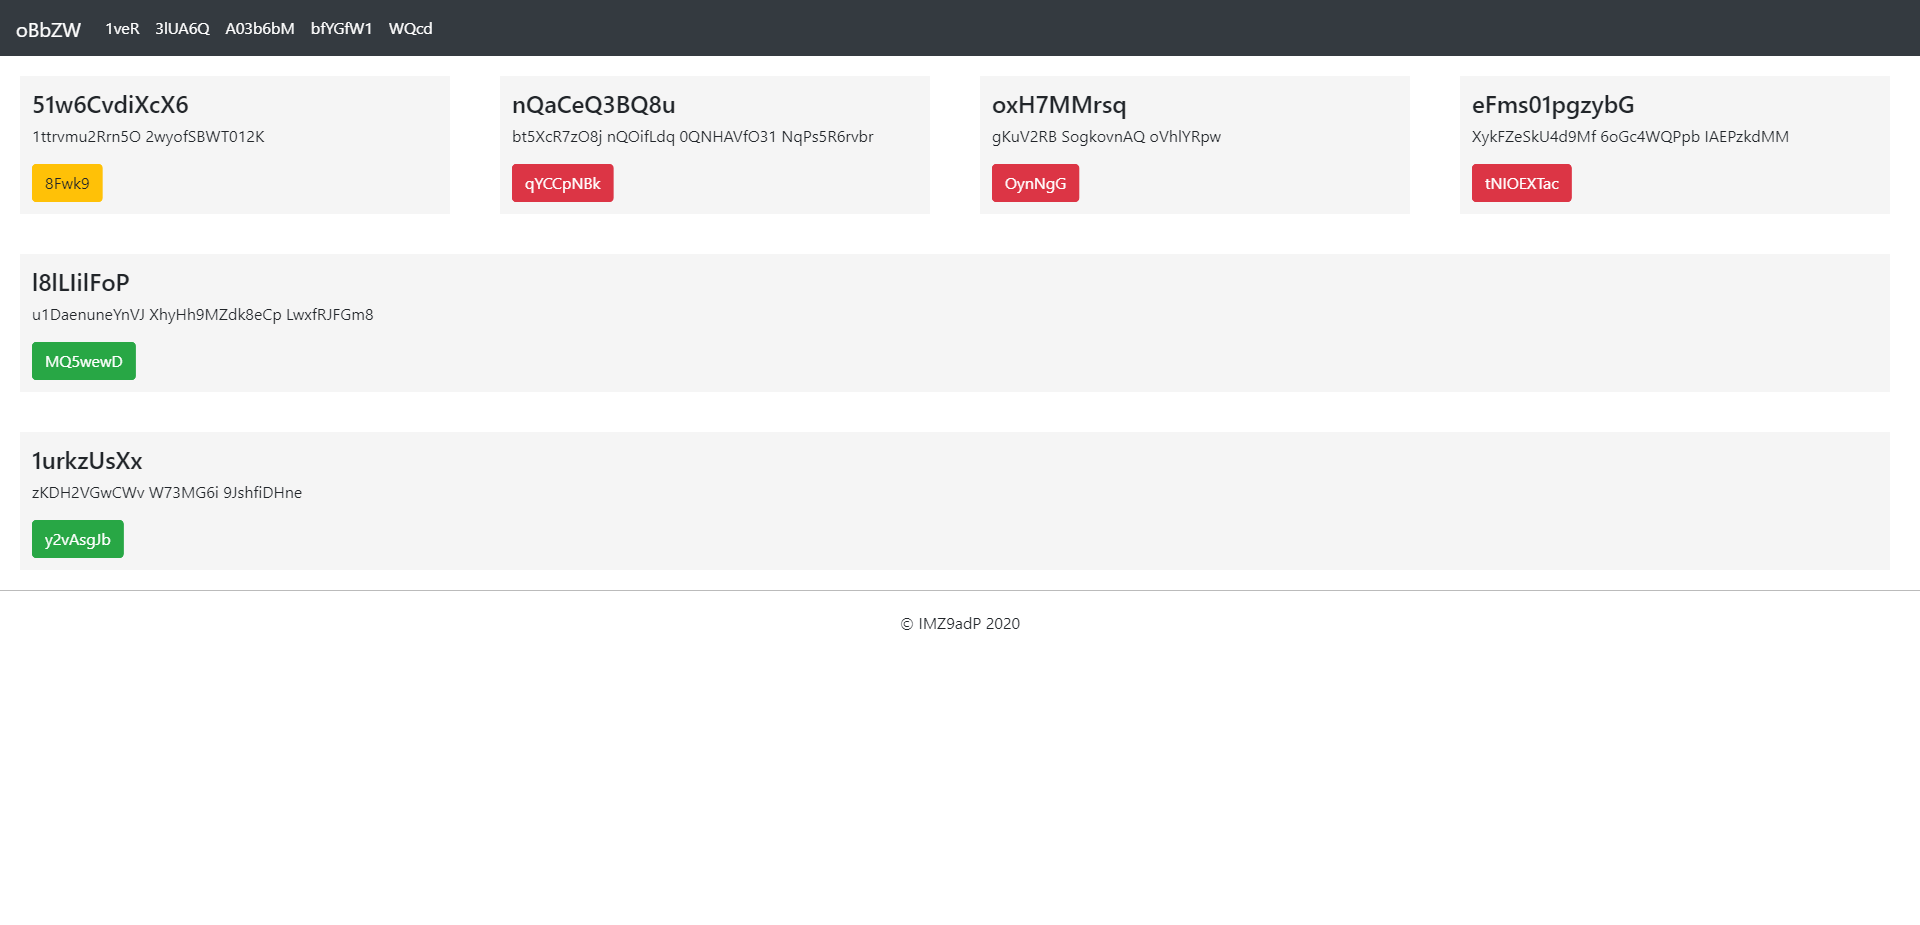 oBbZW 1veR 3lUA6Q A03b6bM bfYGfW1 WQcd
51w6CvdiXcX6
1ttrvmu2Rrn5O 2wyofSBWT012K
8Fwk9
nQaCeQ3BQ8u
bt5XcR7zO8j nQOifLdq 0QNHAVfO31 NqPs5R6rvbr
qYCCpNBk
oxH7MMrsq
gKuV2RB SogkovnAQ oVhlYRpw
OynNgG
eFms01pgzybG
XykFZeSkU4d9Mf 6oGc4WQPpb IAEPzkdMM
tNIOEXTac
l8lLIilFoP
u1DaenuneYnVJ XhyHh9MZdk8eCp LwxfRJFGm8
MQ5wewD
1urkzUsXx
zKDH2VGwCWv W73MG6i 9JshfiDHne
y2vAsgJb
© IMZ9adP 2020